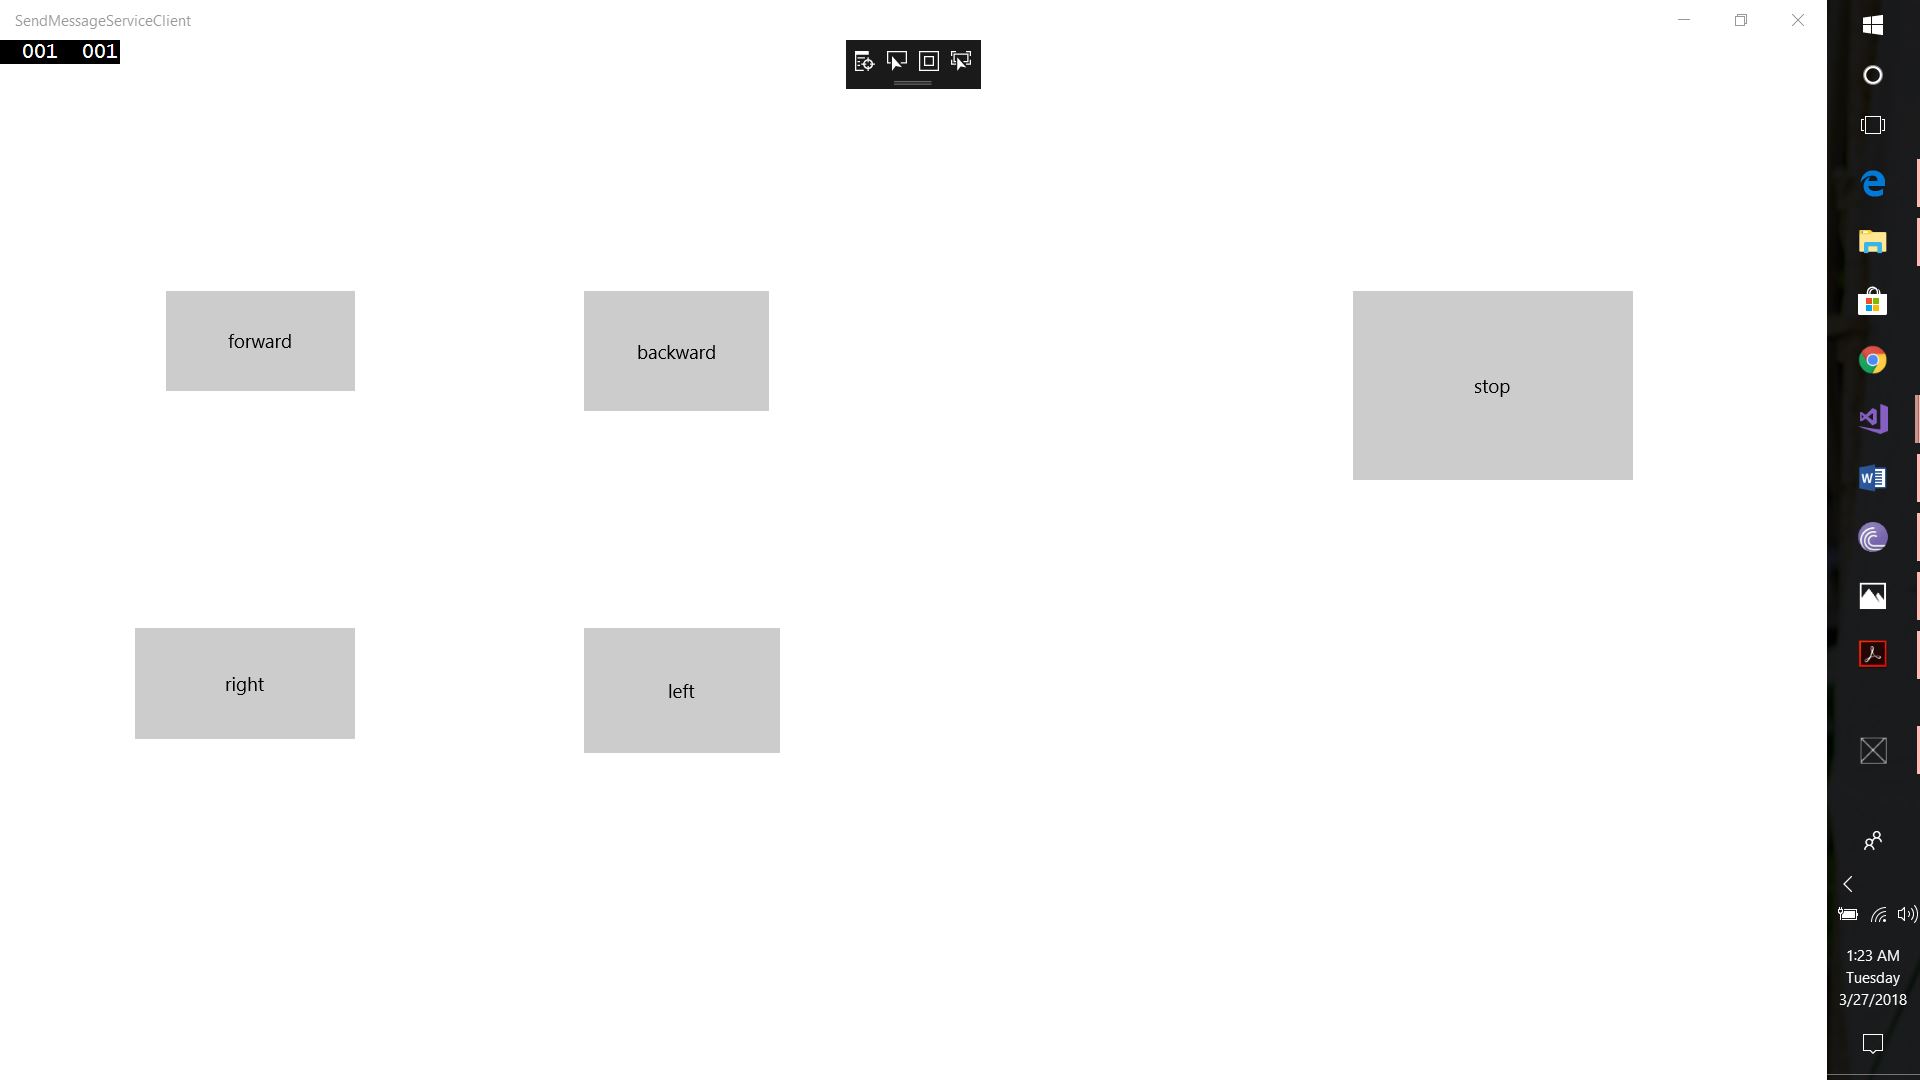 SendMessageServiceClient
001 001
forward
backward
stop
right
left
1:23 AM
Tuesday
3/27/2018